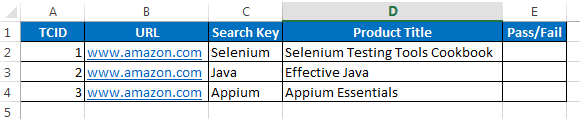 A B C D E
1 TCID URL Search Key Product Title Pass/Fail
2 1 www.amazon.com Selenium Selenium Testing Tools Cookbook
3 2 www.amazon.com Java Effective Java
4 3 www.amazon.com Appium Appium Essentials
5